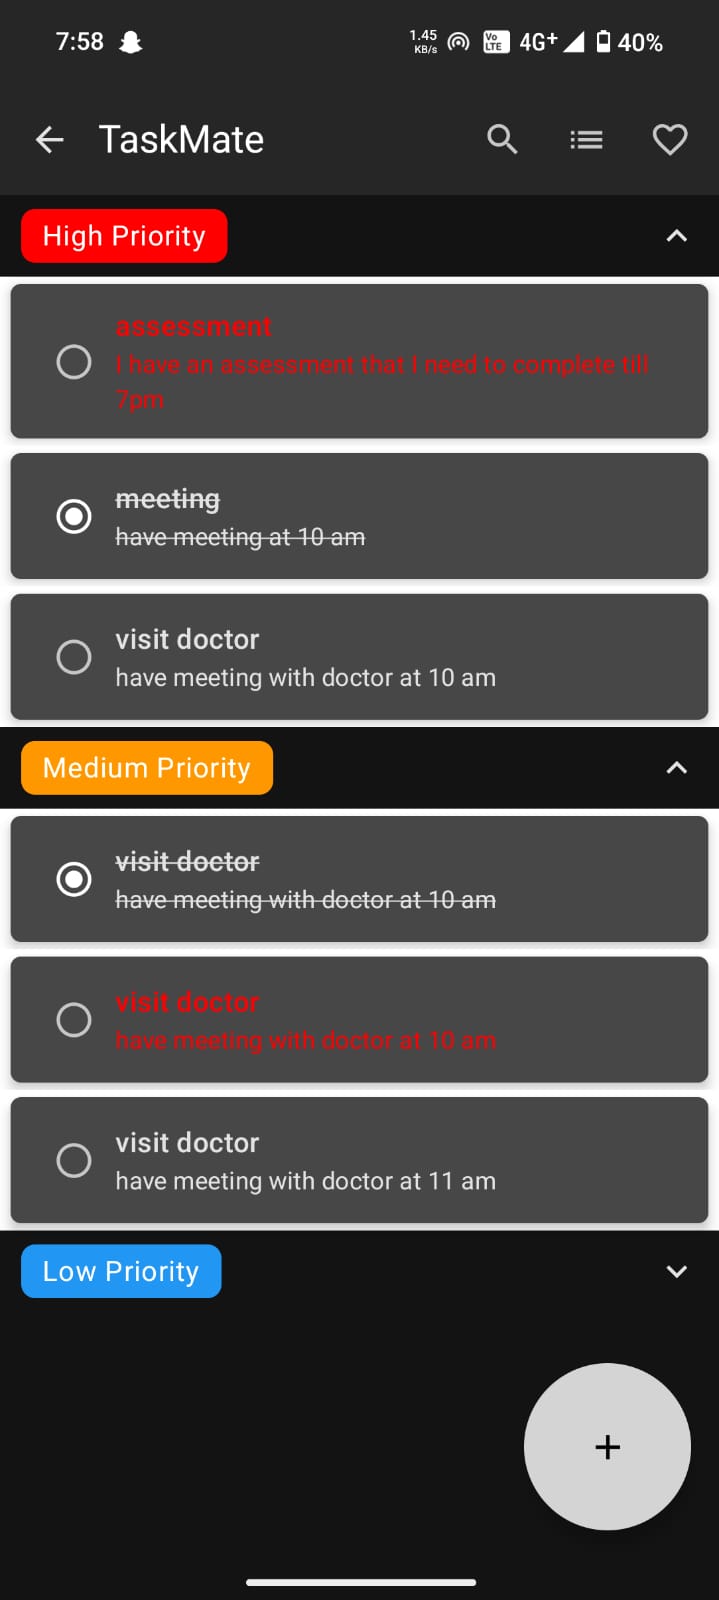 7:58 1.45 KB/s Vo LTE 4G+ 40%
TaskMate
High Priority
assessment
I have an assessment that I need to complete till
7pm
meeting
have meeting at 10 am
visit doctor
have meeting with doctor at 10 am
Medium Priority
visit doctor
have meeting with doctor at 10 am
visit doctor
have meeting with doctor at 10 am
visit doctor
have meeting with doctor at 11 am
Low Priority
+